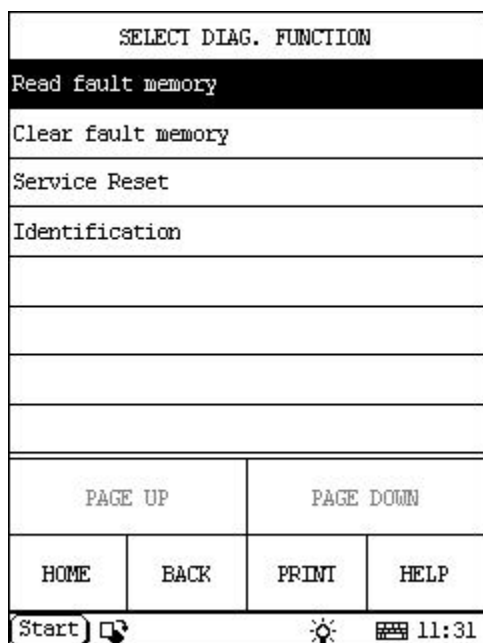 SELECT DIAG. FUNCTION
Read fault memory
Clear fault memory
Service Reset
Identification
PAGE UP PAGE DOWN
HOME BACK PRINT HELP
Start 11:31